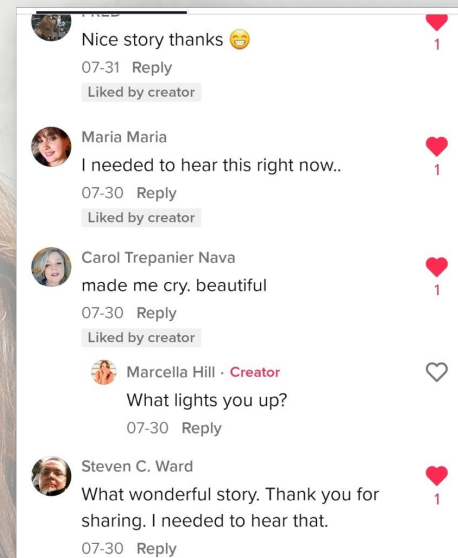 Nice story thanks 😁
07-31 Reply
Liked by creator
Maria Maria
I needed to hear this right now..
1
07-30 Reply
Liked by creator
Carol Trepanier Nava
made me cry. beautiful
1
07-30 Reply
Liked by creator
Marcella Hill · Creator
What lights you up?
07-30 Reply
Steven C. Ward
What wonderful story. Thank you for
1
sharing. I needed to hear that.
07-30 Reply